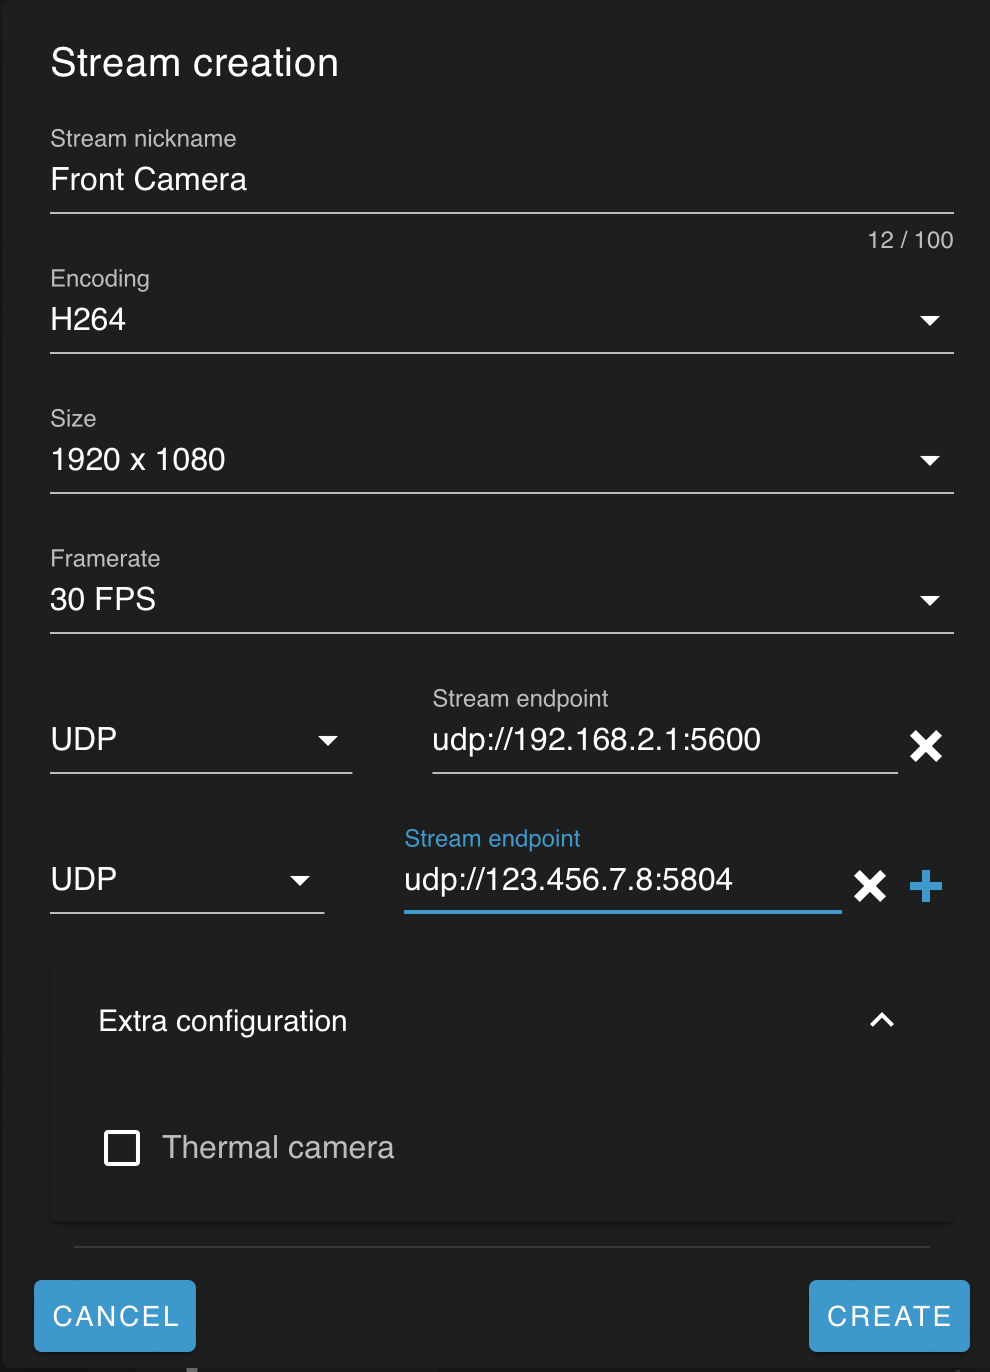 Stream creation
Stream nickname
Front Camera
12 / 100
Encoding
H264
Size
1920 x 1080
Framerate
30 FPS
Stream endpoint
UDP udp://192.168.2.1:5600
Stream endpoint
UDP udp://123.456.7.8:5804
Extra configuration
Thermal camera
CANCEL CREATE